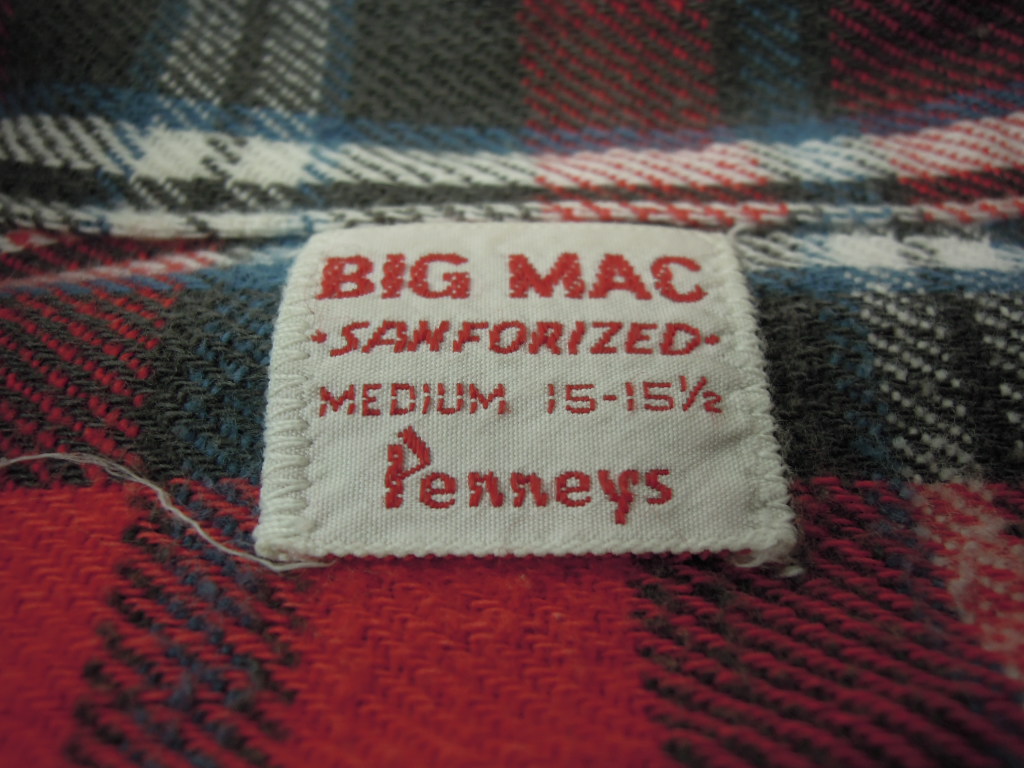 BIG MAC
·SANFORIZED·
MEDIUM 15-15½
Penneys